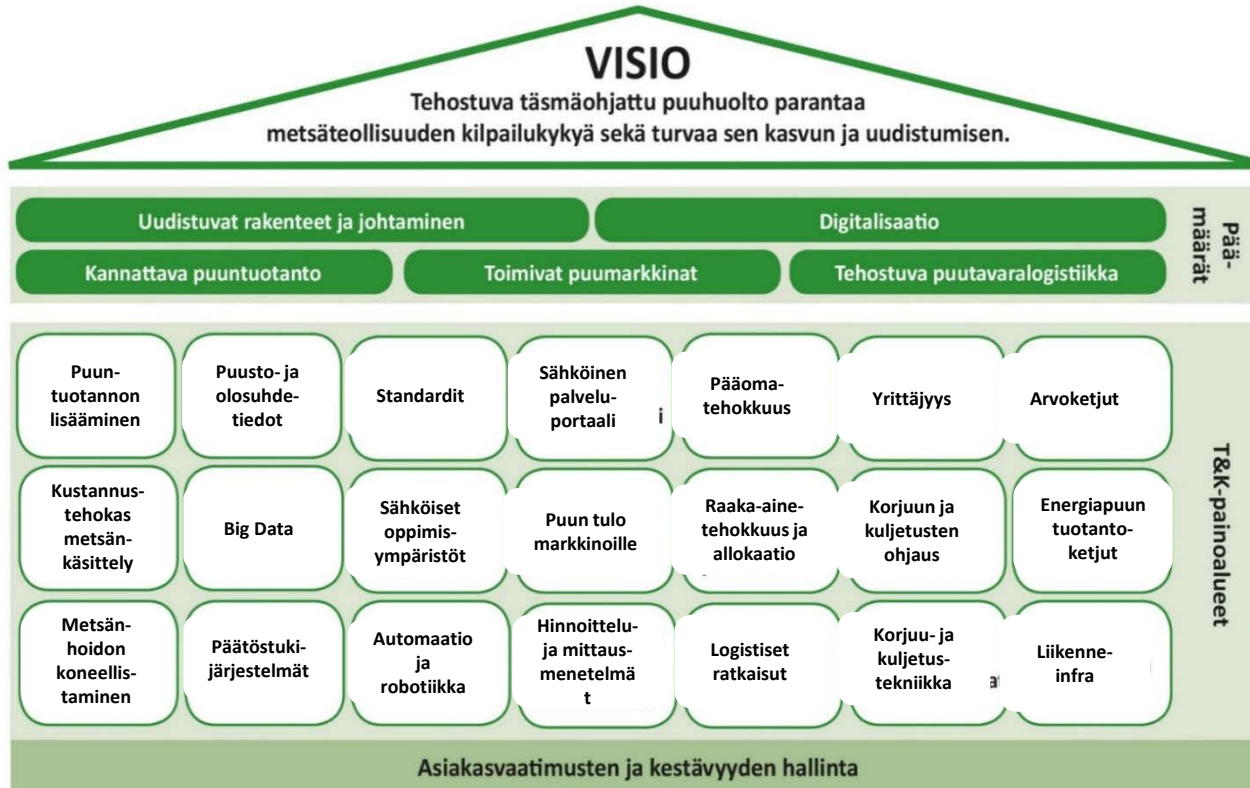 VISIO
Tehostuva täsmäohjattu puuhuolto parantaa
metsäteollisuuden kilpailukykyä sekä turvaa sen kasvun ja uudistumisen.
Uudistuvat rakenteet ja johtaminen
Digitalisaatio
Kannattava puuntuotanto
Toimivat puumarkkinat
Tehostuva puutavaralogistiikka
Pää-
määrät
Puun-
tuotannon
lisääminen
Puusto- ja
olosuhde-
tiedot
Standardit
Sähköinen
palvelu-
portaali
i
Pääoma-
tehokkuus
Yrittäjyys
Arvoketjut
Kustannus-
tehokas
metsän-
käsittely
Big Data
Sähköiset
oppimis-
ympäristöt
Puun tulo
markkinoille
Raaka-aine-
tehokkuus ja
allokaatio
Korjuun ja
kuljetusten
ohjaus
Energiapuun
tuotanto-
ketjut
Metsän-
hoidon
koneellis-
taminen
Päätöstuki-
järjestelmät
Automaatio
ja
robotiikka
Hinnoittelu-
ja mittaus-
menetelmä
t
Logistiset
ratkaisut
Korjuu- ja
kuljetus-
tekniikka
Liikenne-
infra
T&K-painoalueet
Asiakasvaatimusten ja kestävyyden hallinta